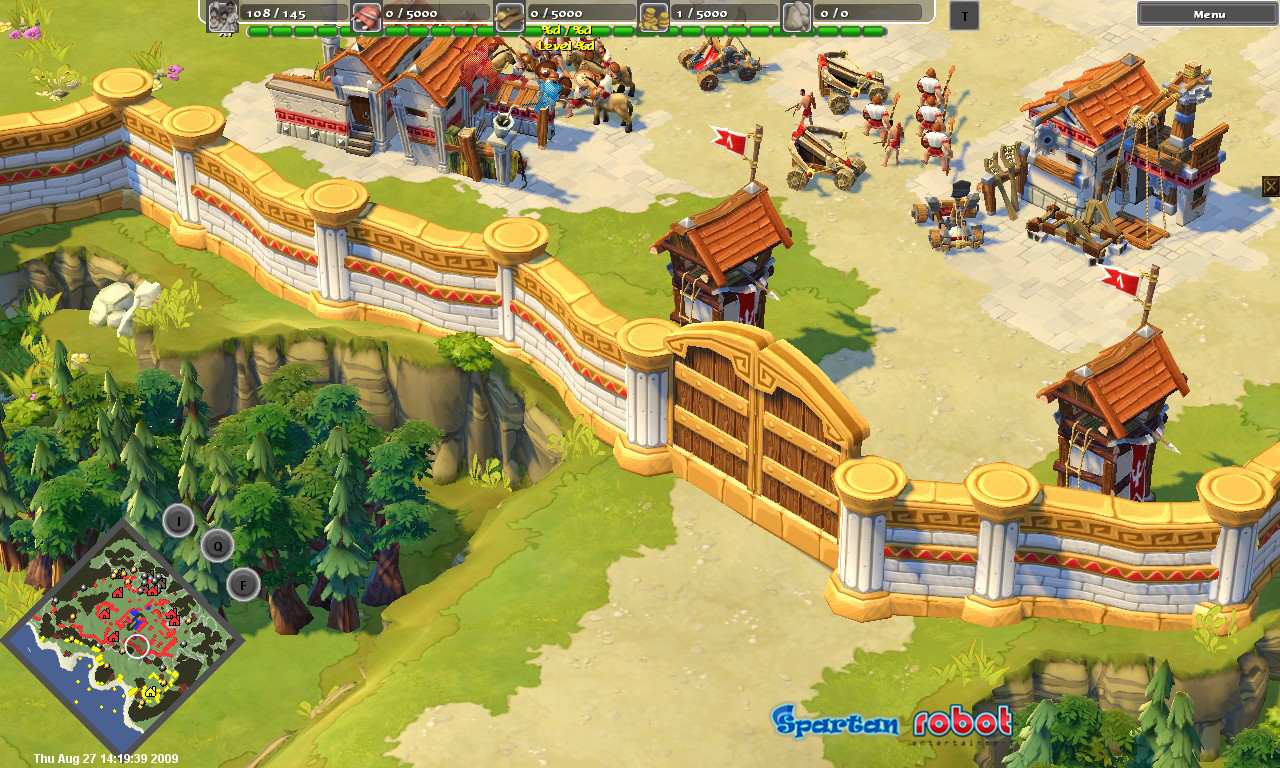 108 / 145
0 / 5000
0 / 5000
1 / 5000
0 / 0
T
Menu
%d / %d
Level %d
X
I
Q
F
Spartan robot
entertainment
Thu Aug 27 14:19:39 2009